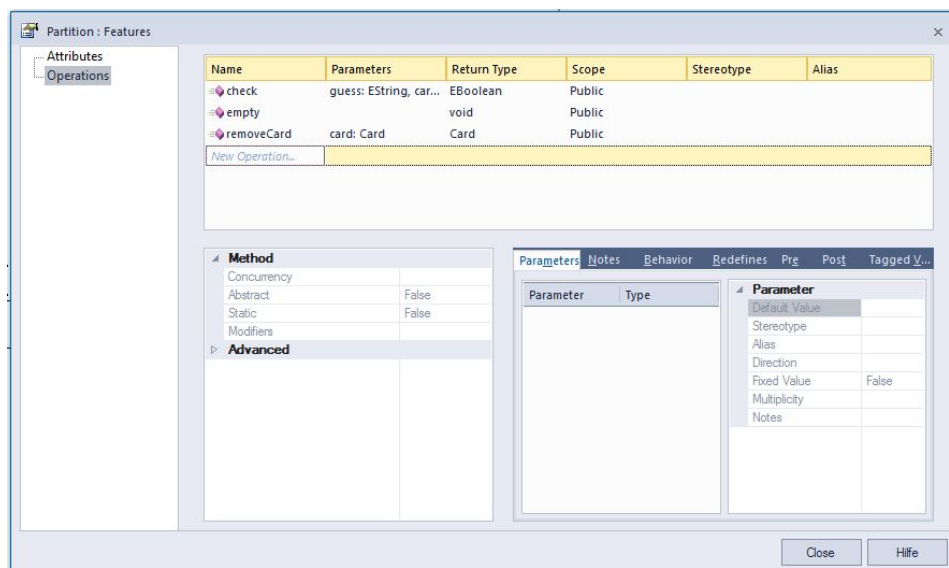 Partition : Features
Attributes
Operations
Name Parameters Return Type Scope Stereotype Alias
check guess: EString, car... EBoolean Public
empty void Public
removeCard card: Card Card Public
New Operation...
Method
Concurrency
Abstract False
Static False
Modifiers
Advanced
Parameters Notes Behavior Redefines Pre Post Tagged V...
Parameter Type
Parameter
Default Value
Stereotype
Alias
Direction
Fixed Value False
Multiplicity
Notes
Close Hilfe